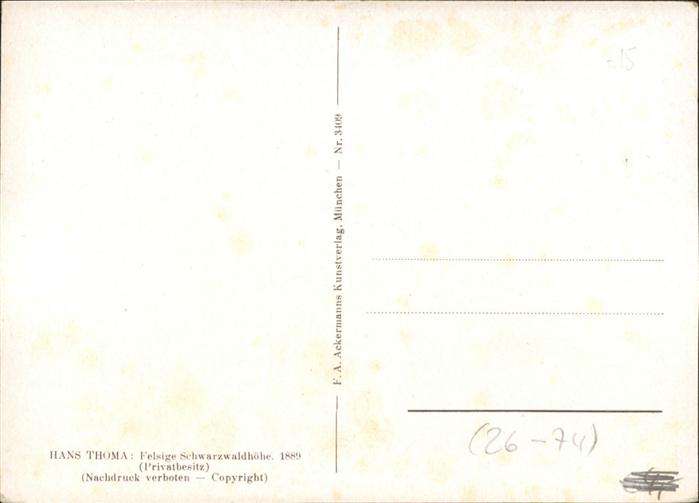 HANS THOMA: Felsige Schwarzwaldhöhe. 1889
(Privatbesitz)
(Nachdruck verboten — Copyright)
F. A. Ackermanns Kunstverlag, München — Nr. 3409
-.15
(26-74)